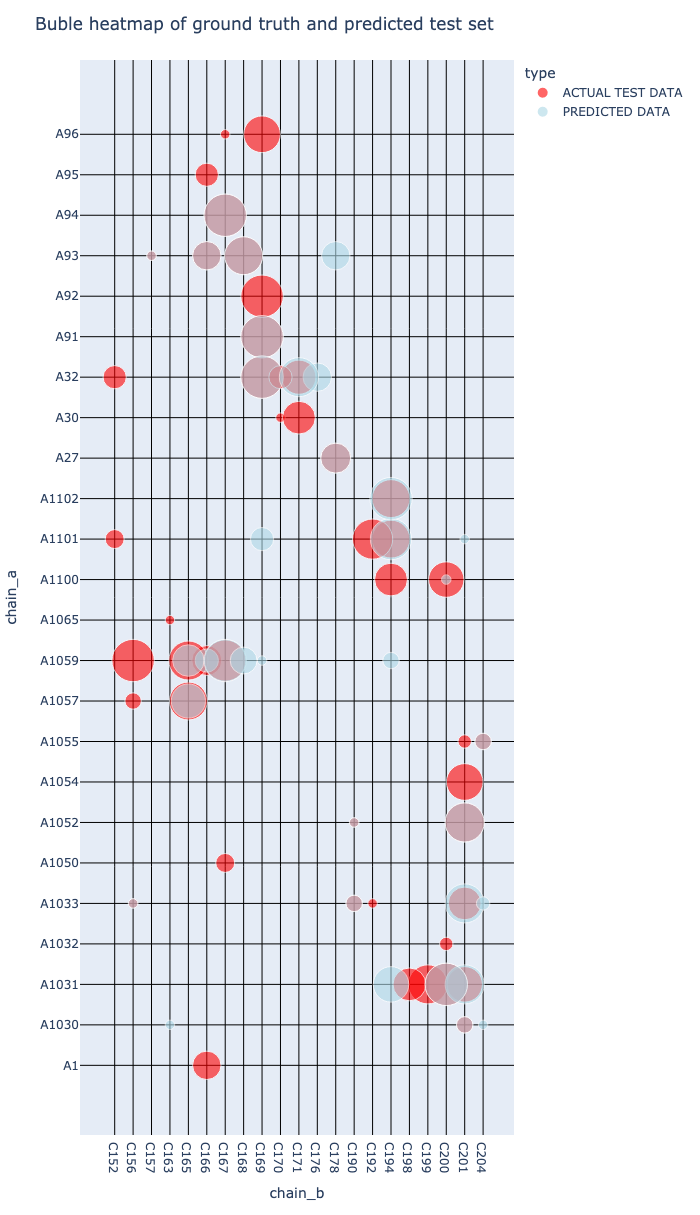 Buble heatmap of ground truth and predicted test set
type
ACTUAL TEST DATA
PREDICTED DATA
A96
A95
A94
A93
A92
A91
A32
A30
A27
A1102
A1101
A1100
A1065
A1059
A1057
A1055
A1054
A1052
A1050
A1033
A1032
A1031
A1030
A1
chain_a
C152
C156
C157
C163
C165
C166
C167
C168
C169
C170
C171
C176
C178
C190
C192
C194
C198
C199
C200
C201
C204
chain_b